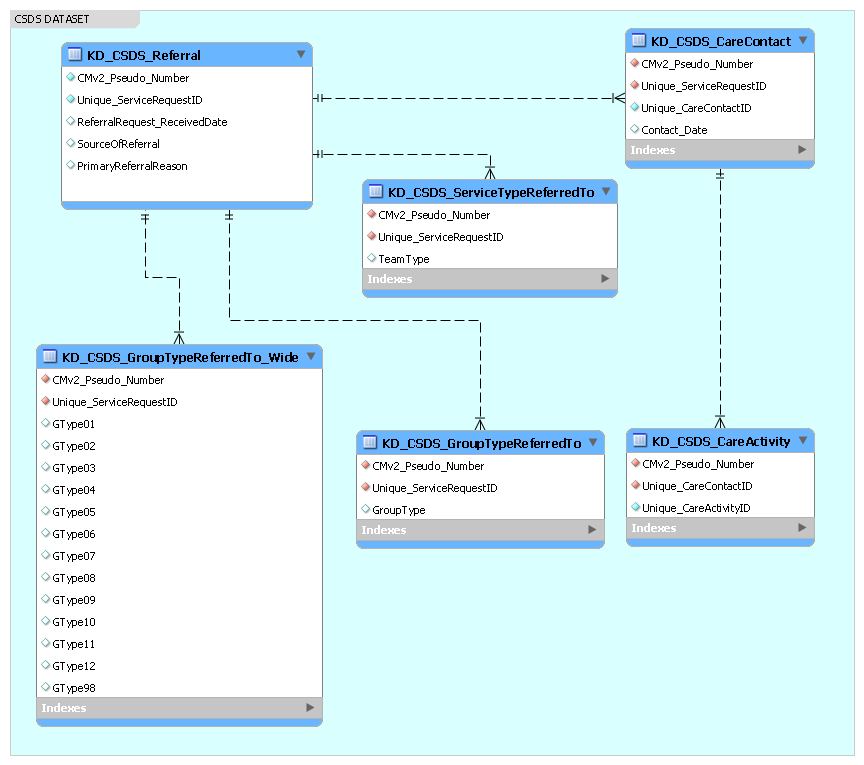 CSDS DATASET
KD_CSDS_Referral
CMv2_Pseudo_Number
Unique_ServiceRequestID
ReferralRequest_ReceivedDate
SourceOfReferral
PrimaryReferralReason
KD_CSDS_CareContact
CMv2_Pseudo_Number
Unique_ServiceRequestID
Unique_CareContactID
Contact_Date
Indexes
KD_CSDS_ServiceTypeReferredTo
CMv2_Pseudo_Number
Unique_ServiceRequestID
TeamType
Indexes
KD_CSDS_GroupTypeReferredTo_Wide
CMv2_Pseudo_Number
Unique_ServiceRequestID
GType01
GType02
GType03
GType04
GType05
GType06
GType07
GType08
GType09
GType10
GType11
GType12
GType98
Indexes
KD_CSDS_GroupTypeReferredTo
CMv2_Pseudo_Number
Unique_ServiceRequestID
GroupType
Indexes
KD_CSDS_CareActivity
CMv2_Pseudo_Number
Unique_CareContactID
Unique_CareActivityID
Indexes